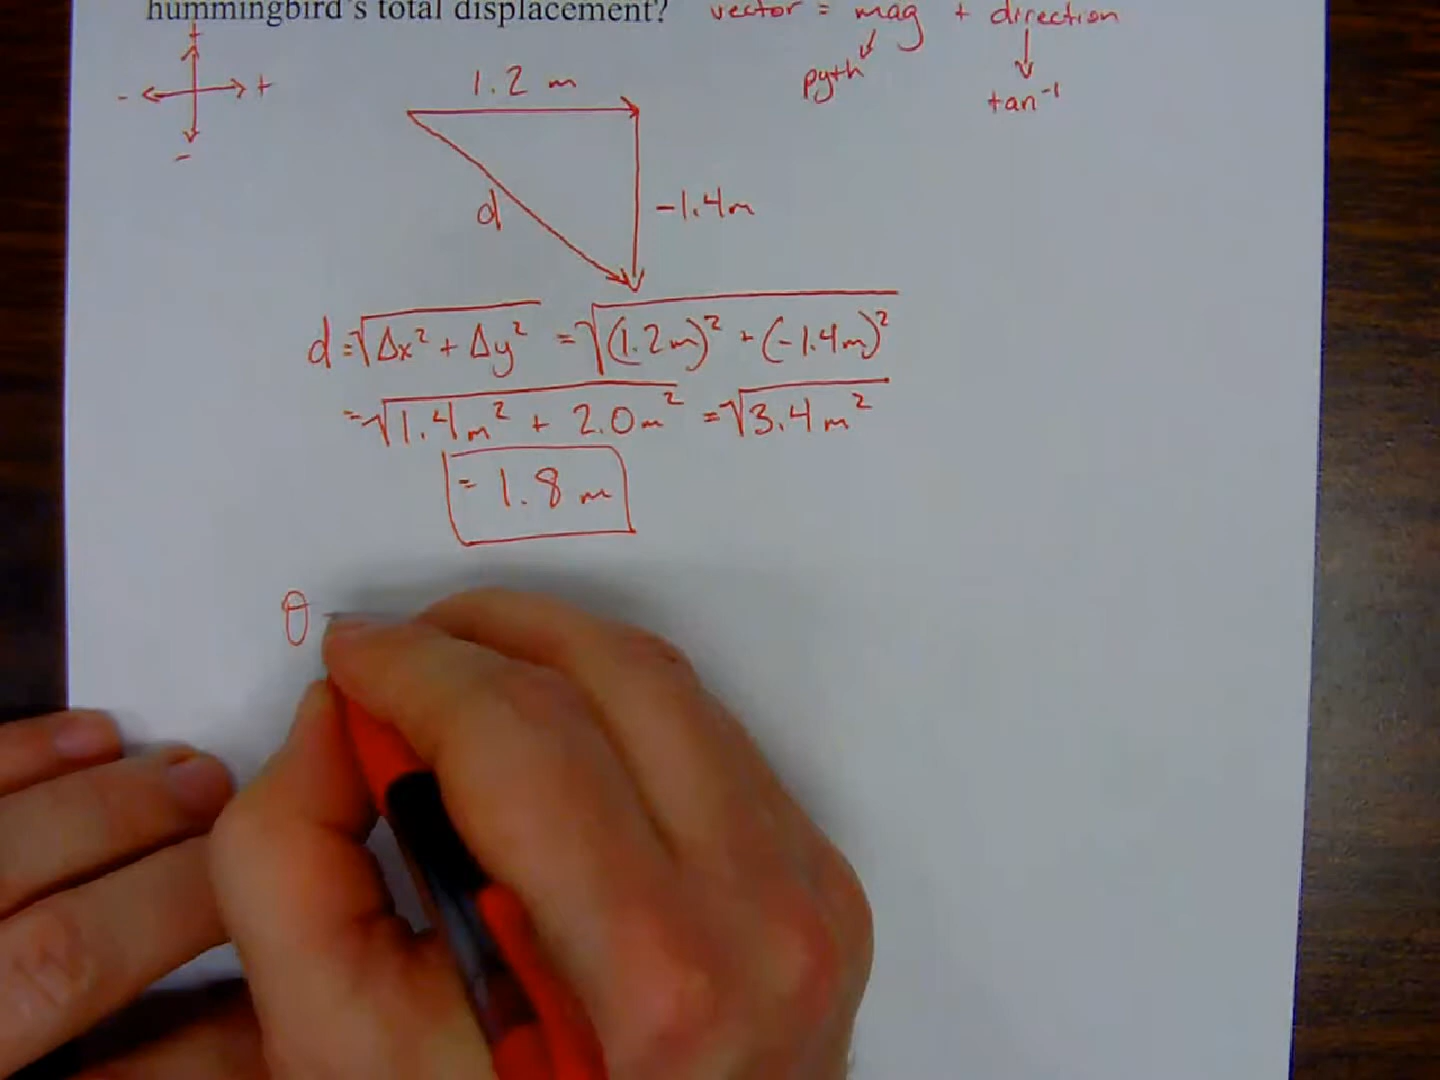 hummingbird's total displacement? vector = mag + direction
pyth
tan⁻¹
+
- +
-
1.2 m
d
-1.4m
d = √Δx² + Δy² = √(1.2m)² + (-1.4m)²
= √1.4m² + 2.0m² = √3.4m²
= 1.8 m
θ